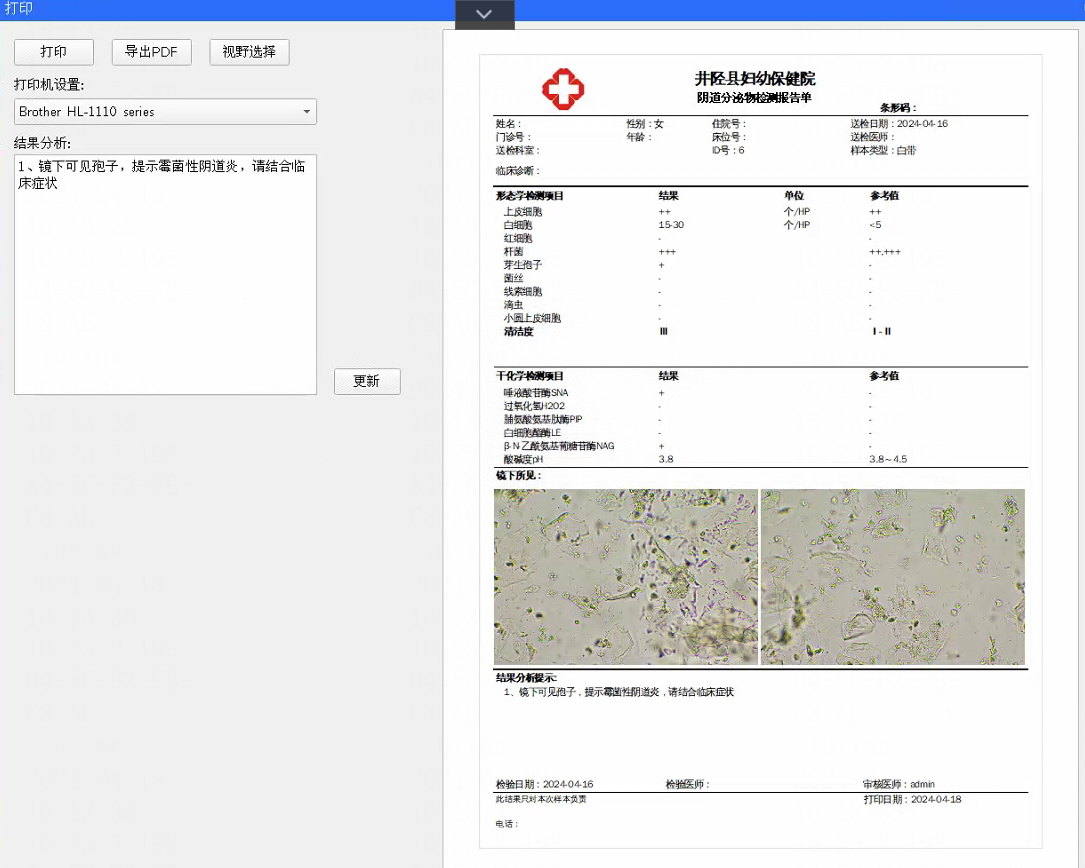 打印
打印 导出PDF 视野选择
打印机设置:
Brother HL-1110 series
结果分析:
1、镜下可见孢子，提示霉菌性阴道炎，请结合临
床症状
更新
井陉县妇幼保健院
阴道分泌物检测报告单
条形码：
姓名： 性别：女 住院号： 送检日期：2024-04-16
门诊号： 年龄： 床位号： 送检医师：
送检科室： ID号：6 样本类型：白带
临床诊断：
形态学检测项目 结果 单位 参考值
上皮细胞 ++ 个/HP ++
白细胞 15-30 个/HP <5
红细胞 - -
杆菌 +++ ++,+++
芽生孢子 + -
菌丝 - -
线索细胞 - -
滴虫 - -
小圆上皮细胞 - -
清洁度 III I - II
干化学检测项目 结果 参考值
唾液酸苷酶SNA + -
过氧化氢H2O2 - -
脯氨酸氨基肽酶PIP - -
白细胞酯酶LE - -
β-N-乙酰氨基葡糖苷酶NAG + -
酸碱度pH 3.8 3.8～4.5
镜下所见：
结果分析提示:
1、镜下可见孢子，提示霉菌性阴道炎，请结合临床症状
检验日期：2024-04-16 检验医师： 审核医师：admin
此结果只对本次样本负责 打印日期：2024-04-18
电话：